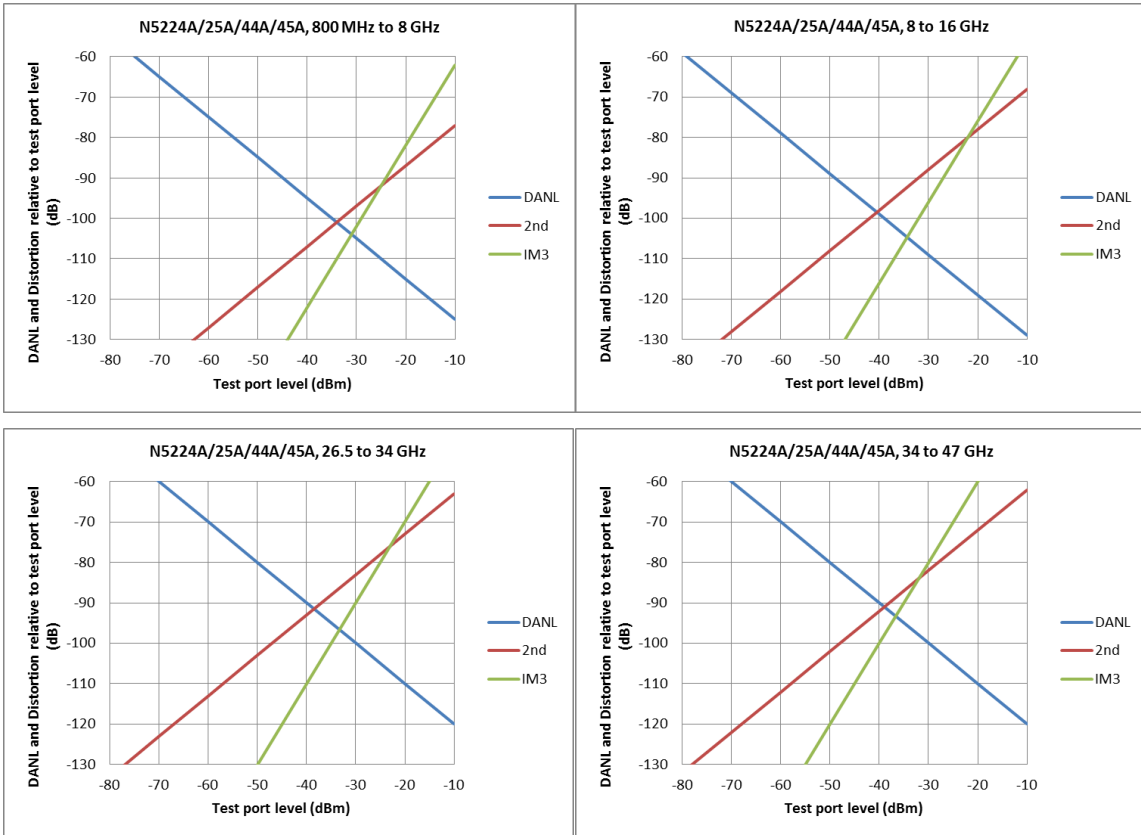 N5224A/25A/44A/45A, 800 MHz to 8 GHz
DANL and Distortion relative to test port level
(dB)
-60
-70
-80
-90
-100
-110
-120
-130
-80 -70 -60 -50 -40 -30 -20 -10
Test port level (dBm)
DANL
2nd
IM3
N5224A/25A/44A/45A, 8 to 16 GHz
DANL and Distortion relative to test port level
(dB)
-60
-70
-80
-90
-100
-110
-120
-130
-80 -70 -60 -50 -40 -30 -20 -10
Test port level (dBm)
DANL
2nd
IM3
N5224A/25A/44A/45A, 26.5 to 34 GHz
DANL and Distortion relative to test port level
(dB)
-60
-70
-80
-90
-100
-110
-120
-130
-80 -70 -60 -50 -40 -30 -20 -10
Test port level (dBm)
DANL
2nd
IM3
N5224A/25A/44A/45A, 34 to 47 GHz
DANL and Distortion relative to test port level
(dB)
-60
-70
-80
-90
-100
-110
-120
-130
-80 -70 -60 -50 -40 -30 -20 -10
Test port level (dBm)
DANL
2nd
IM3